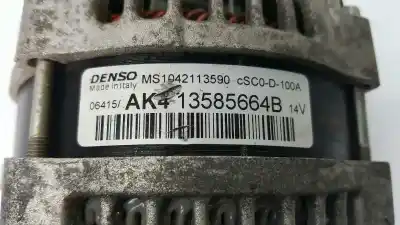 DENSO MS1042113590 cSC0-D-100A
Made in Italy
06415/ AK4 13585664B 14V